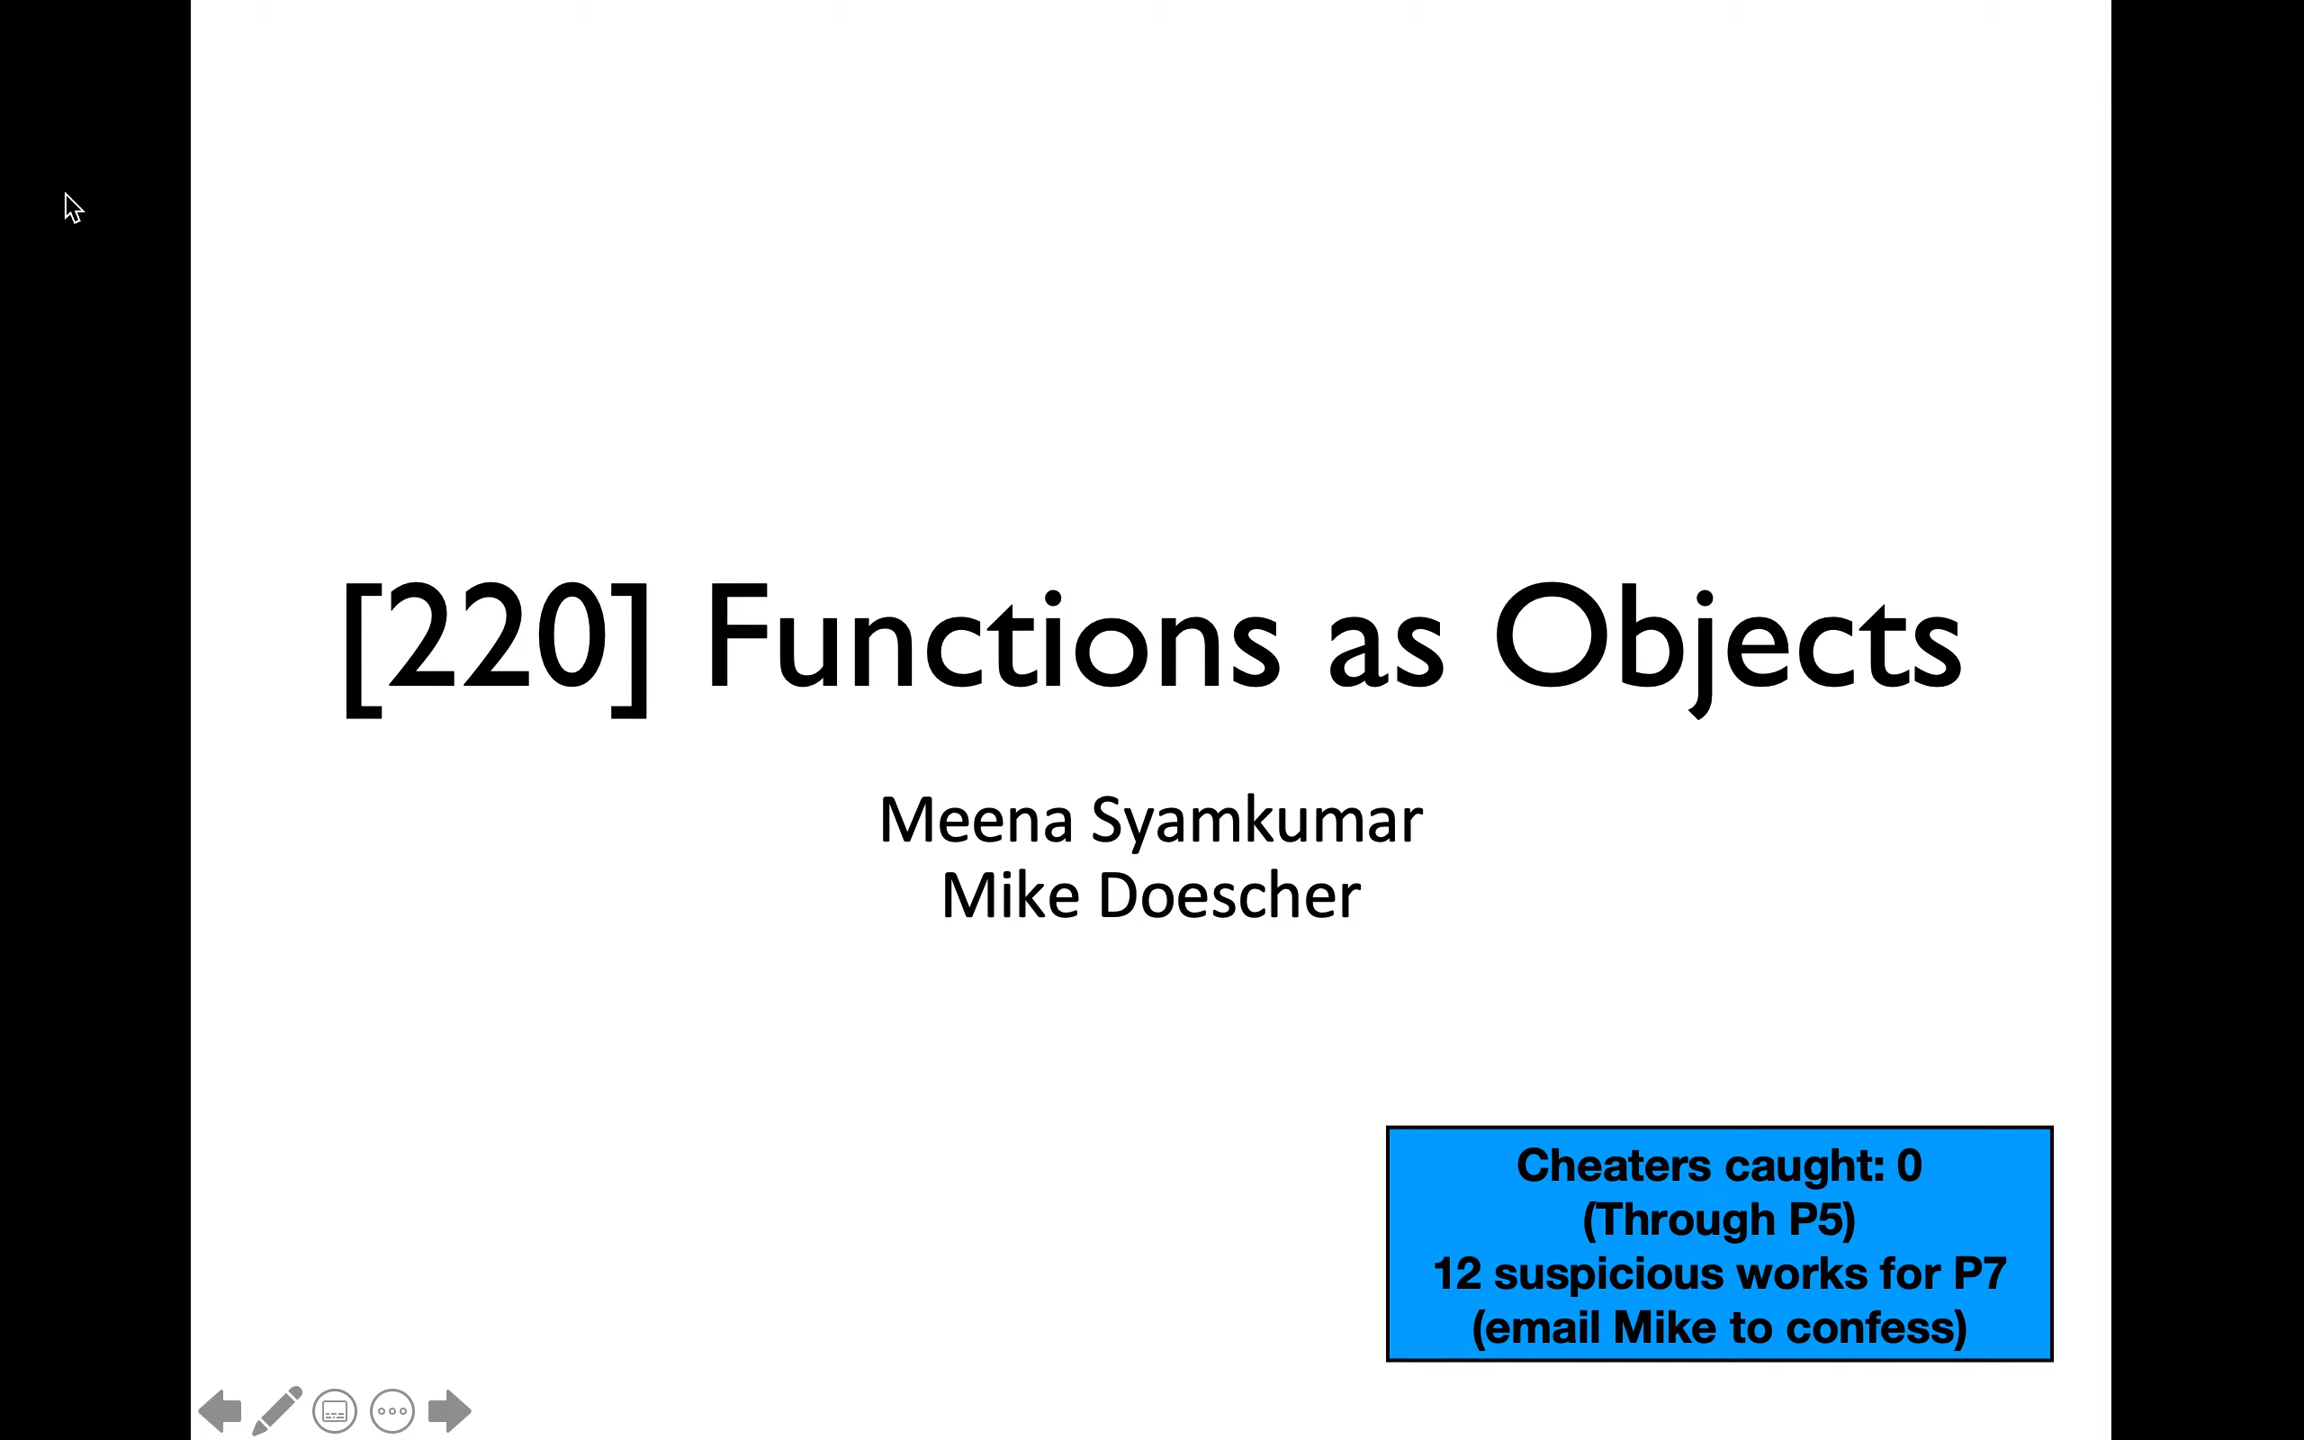 [220] Functions as Objects
Meena Syamkumar
Mike Doescher
Cheaters caught: 0
(Through P5)
12 suspicious works for P7
(email Mike to confess)